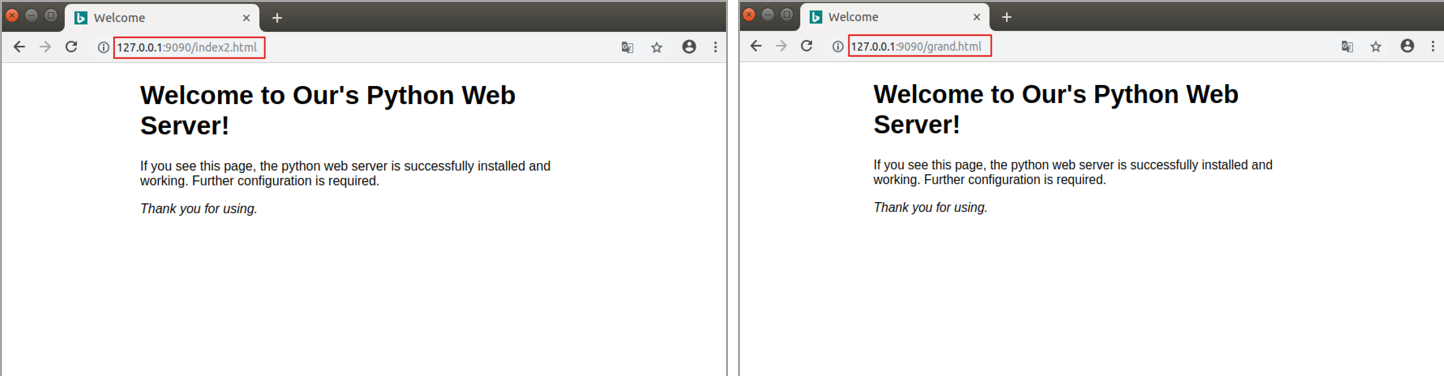 Welcome
127.0.0.1:9090/index2.html
Welcome to Our's Python Web
Server!
If you see this page, the python web server is successfully installed and
working. Further configuration is required.
Thank you for using.
Welcome
127.0.0.1:9090/grand.html
Welcome to Our's Python Web
Server!
If you see this page, the python web server is successfully installed and
working. Further configuration is required.
Thank you for using.